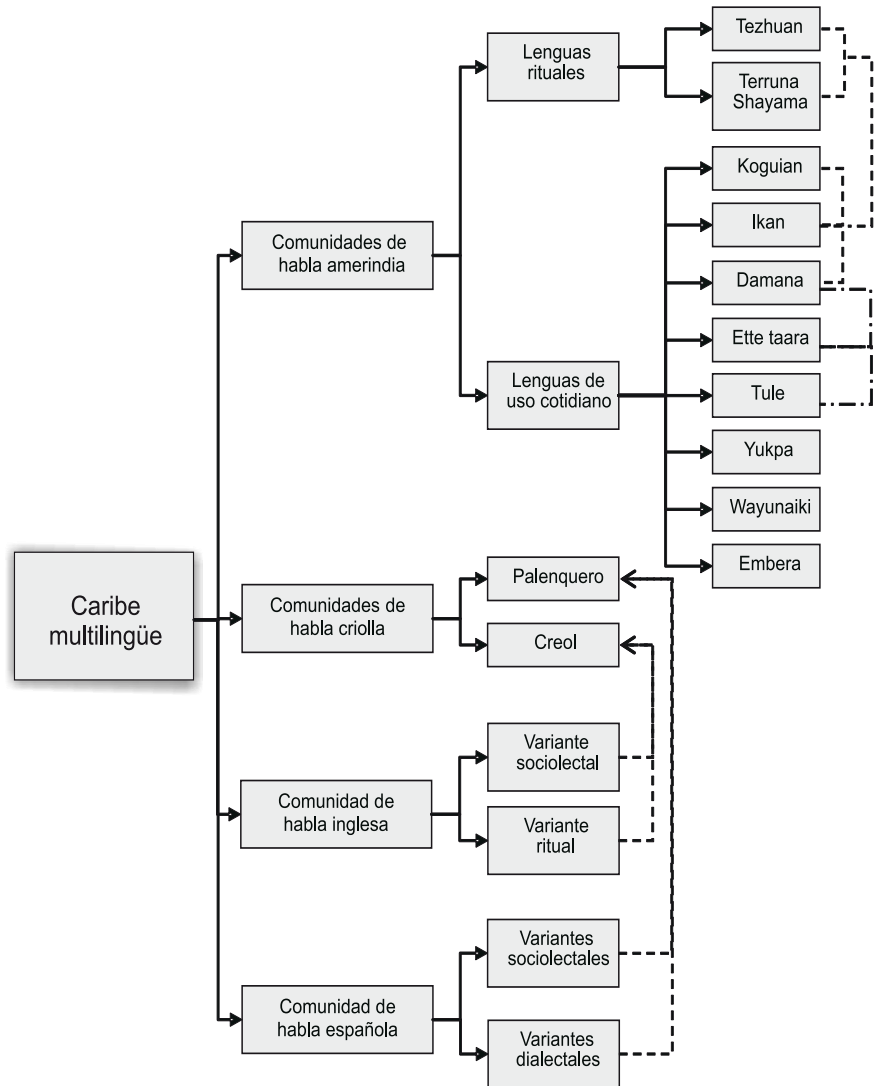 Caribe
multilingüe
Comunidades de
habla amerindia
Lenguas
rituales
Tezhuan
Terruna
Shayama
Lenguas de
uso cotidiano
Koguian
Ikan
Damana
Ette taara
Tule
Yukpa
Wayunaiki
Embera
Comunidades de
habla criolla
Palenquero
Creol
Comunidad de
habla inglesa
Variante
sociolectal
Variante
ritual
Comunidad de
habla española
Variantes
sociolectales
Variantes
dialectales